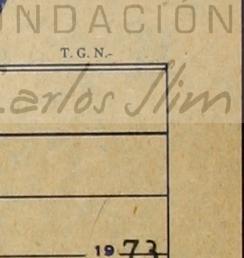 NDACIÓN
T. G. N.-
Carlos Slim
1973